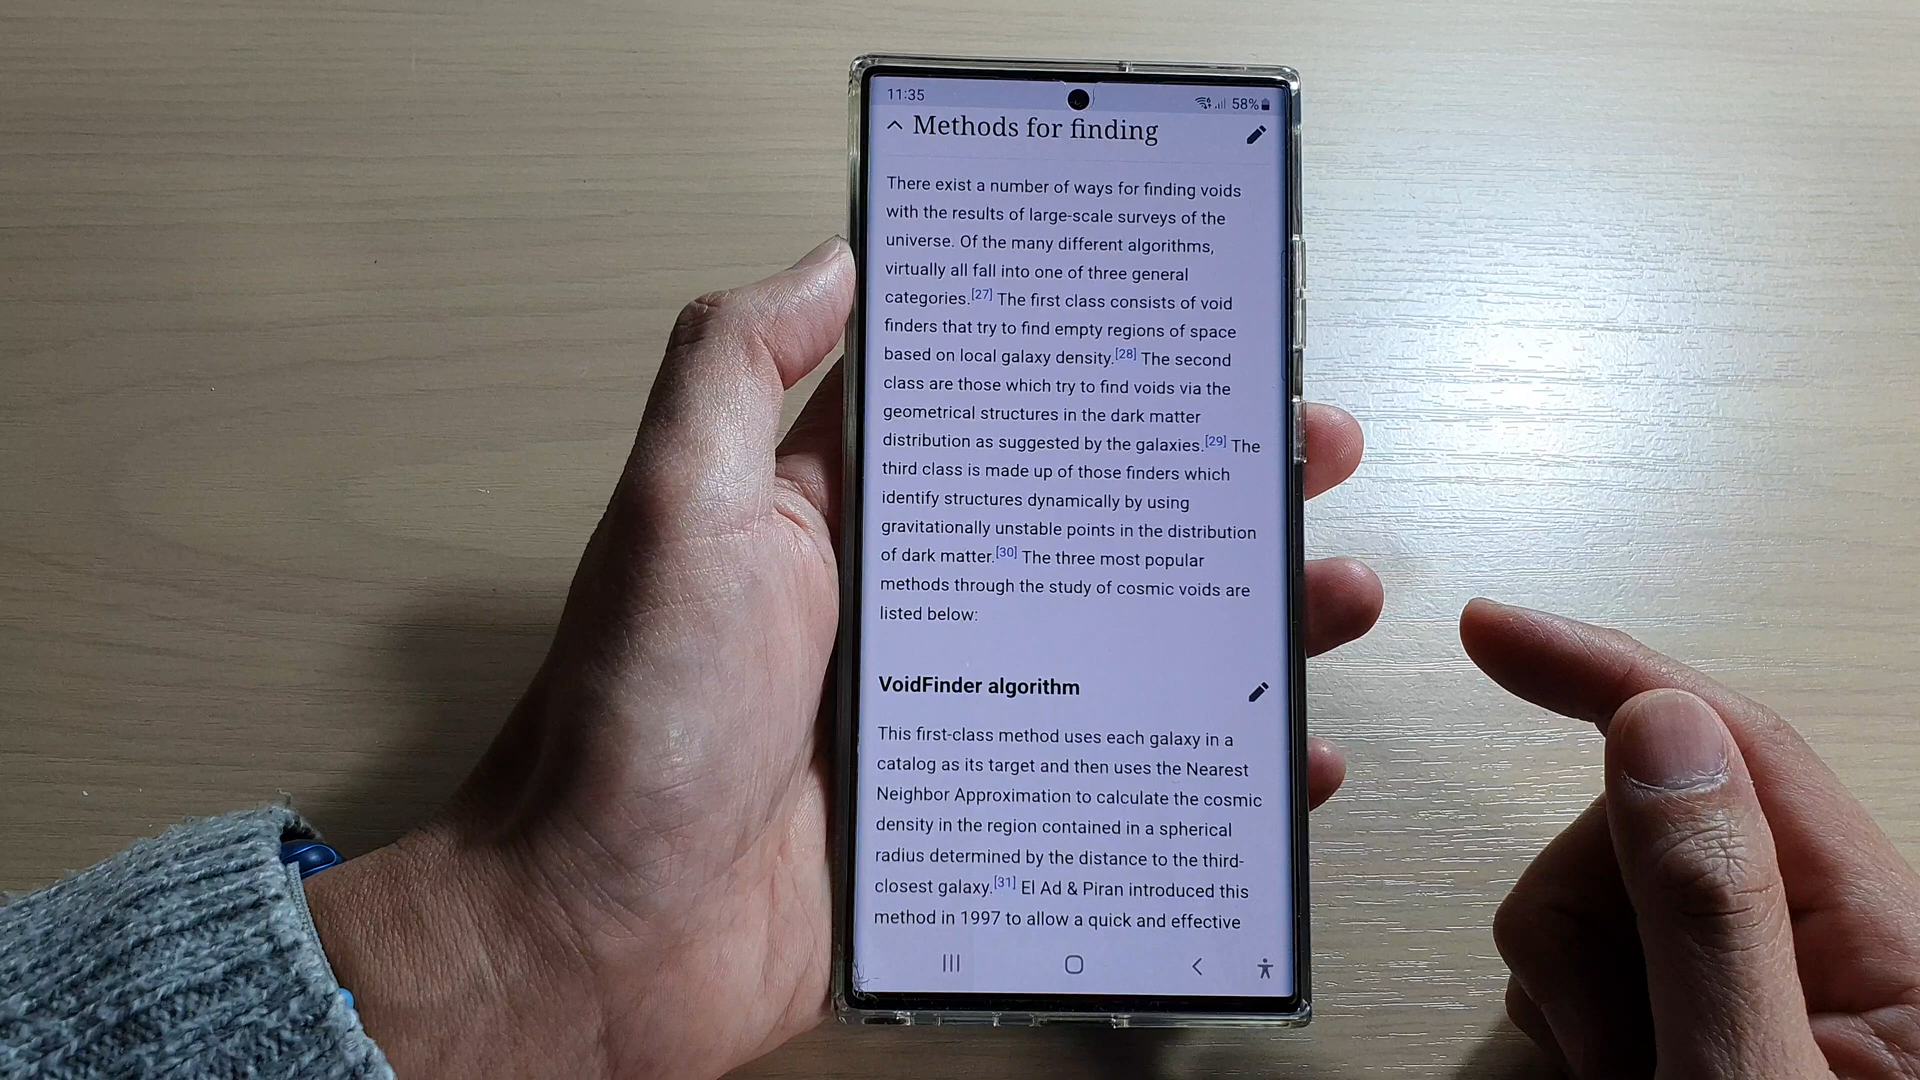 11:35
58%
Methods for finding
There exist a number of ways for finding voids
with the results of large-scale surveys of the
universe. Of the many different algorithms,
virtually all fall into one of three general
categories.[27] The first class consists of void
finders that try to find empty regions of space
based on local galaxy density.[28] The second
class are those which try to find voids via the
geometrical structures in the dark matter
distribution as suggested by the galaxies.[29] The
third class is made up of those finders which
identify structures dynamically by using
gravitationally unstable points in the distribution
of dark matter.[30] The three most popular
methods through the study of cosmic voids are
listed below:
VoidFinder algorithm
This first-class method uses each galaxy in a
catalog as its target and then uses the Nearest
Neighbor Approximation to calculate the cosmic
density in the region contained in a spherical
radius determined by the distance to the third-
closest galaxy.[31] El Ad & Piran introduced this
method in 1997 to allow a quick and effective